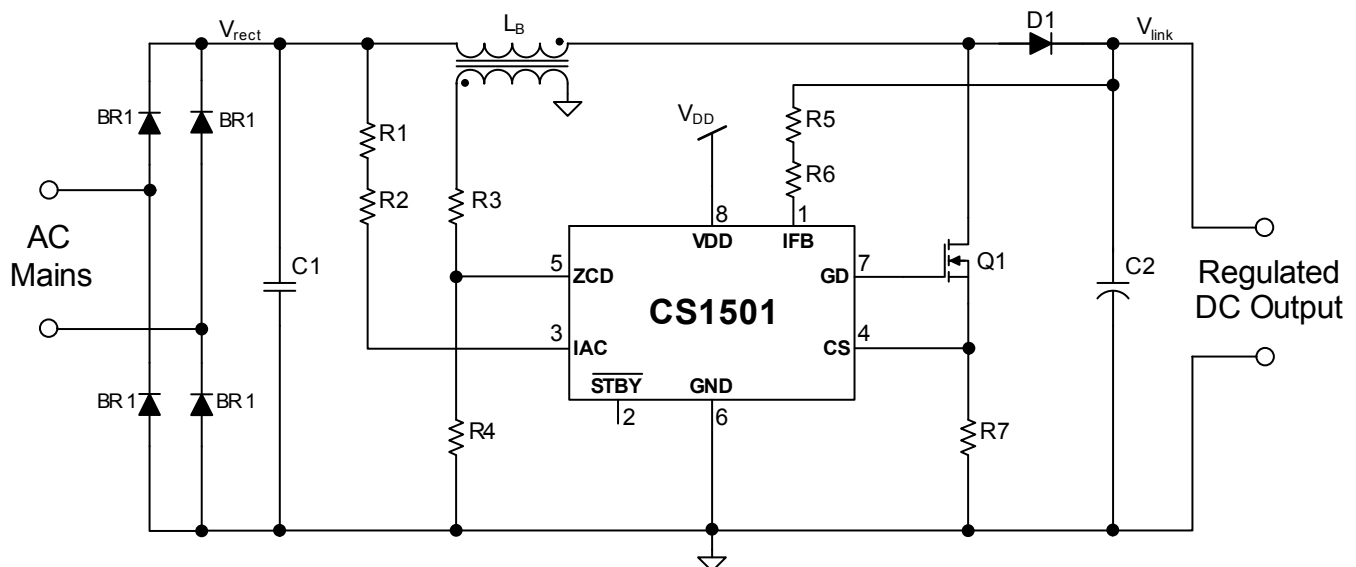 Vrect
LB
D1
Vlink
BR1
BR1
R1
VDD
R5
R6
R2
R3
8
1
AC
Mains
VDD
IFB
C1
5
ZCD
7
GD
Q1
C2
Regulated
DC Output
CS1501
3
IAC
4
CS
BR1
BR1
STBY
GND
2
6
R4
R7